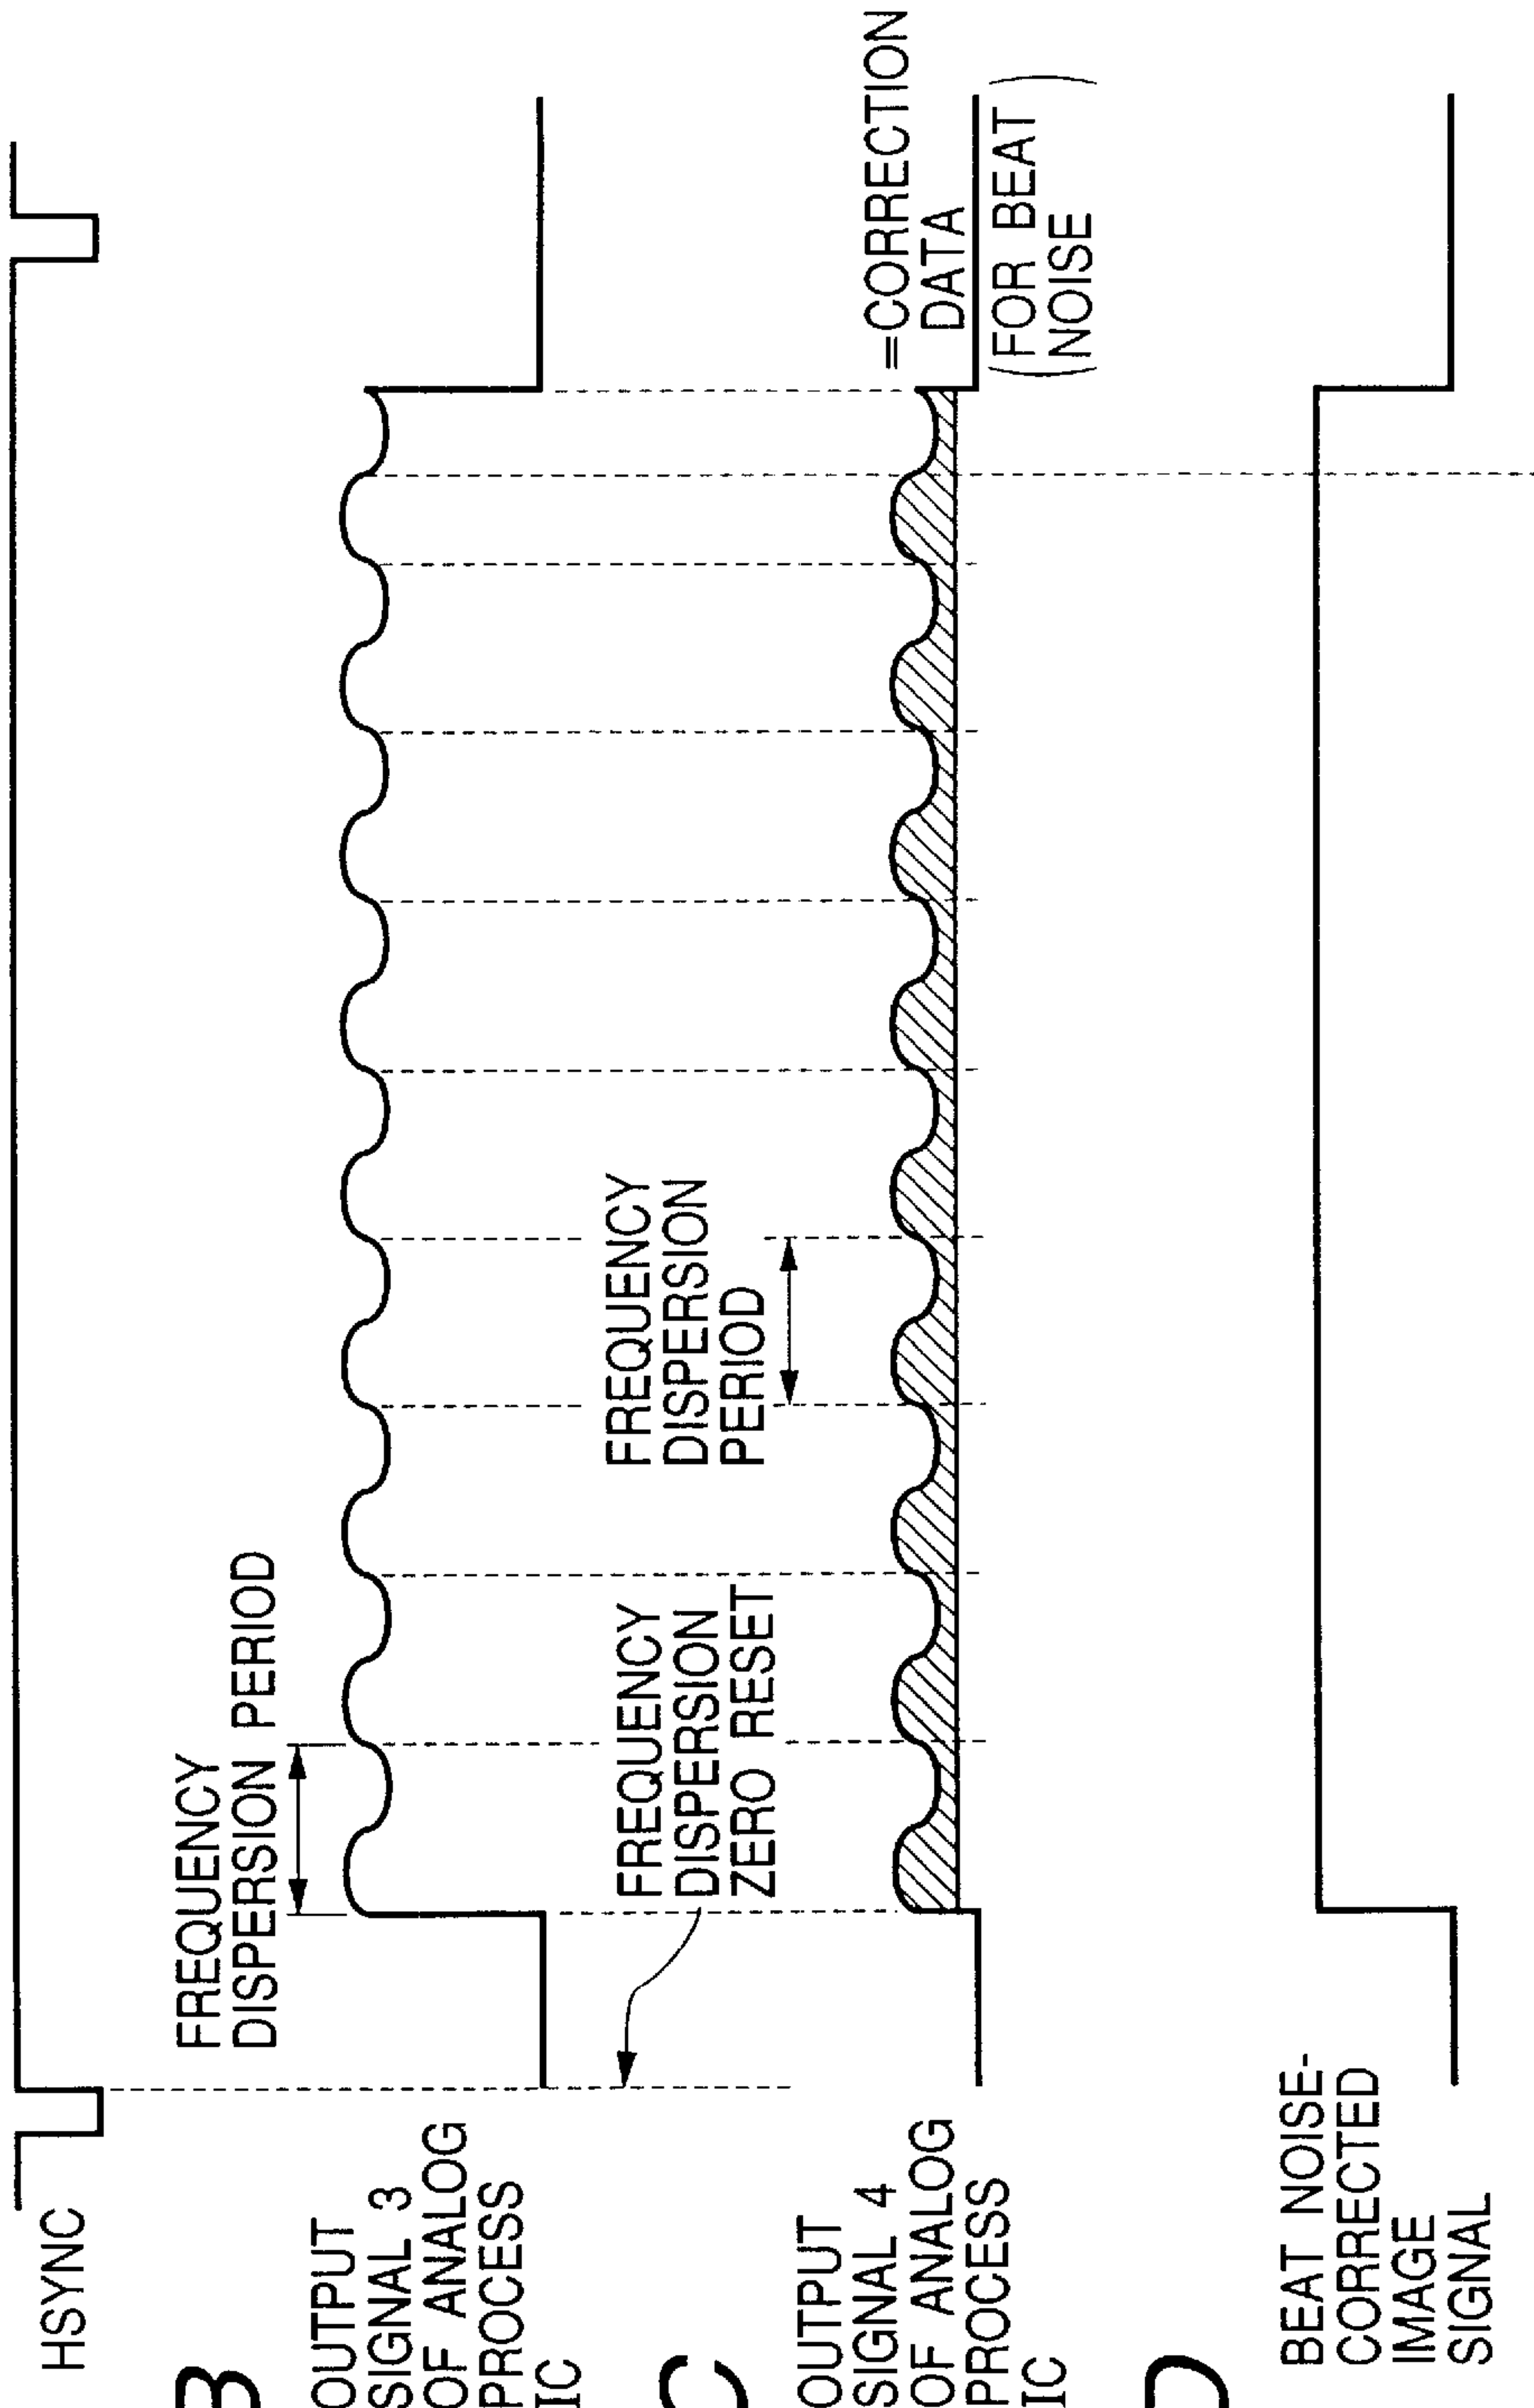 HSYNC
B
OUTPUT
SIGNAL 3
OF ANALOG
PROCESS
IC
FREQUENCY
DISPERSION PERIOD
FREQUENCY
DISPERSION
ZERO RESET
FREQUENCY
DISPERSION
PERIOD
C
OUTPUT
SIGNAL 4
OF ANALOG
PROCESS
IC
=CORRECTION
DATA
(FOR BEAT
NOISE)
D
BEAT NOISE-
CORRECTED
IMAGE
SIGNAL